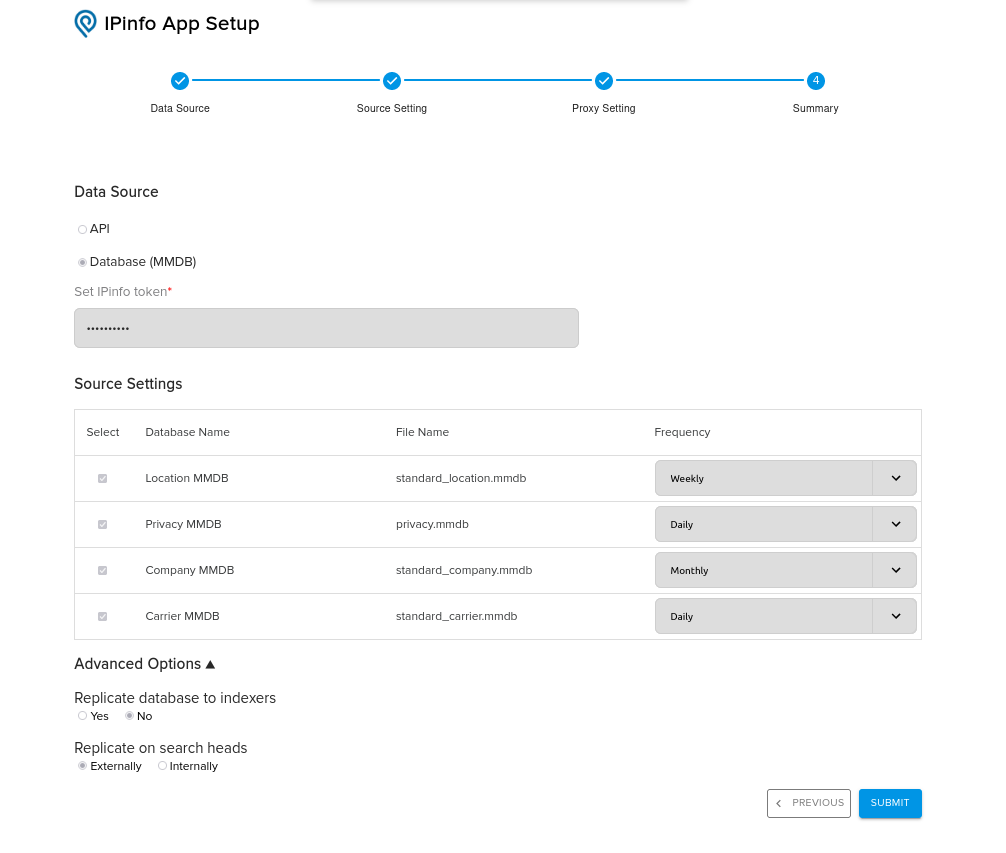 IPinfo App Setup
4
Data Source Source Setting Proxy Setting Summary
Data Source
API
Database (MMDB)
Set IPinfo token*
••••••••••
Source Settings
Select Database Name File Name Frequency
Location MMDB standard_location.mmdb Weekly
Privacy MMDB privacy.mmdb Daily
Company MMDB standard_company.mmdb Monthly
Carrier MMDB standard_carrier.mmdb Daily
Advanced Options
Replicate database to indexers
Yes No
Replicate on search heads
Externally Internally
PREVIOUS SUBMIT